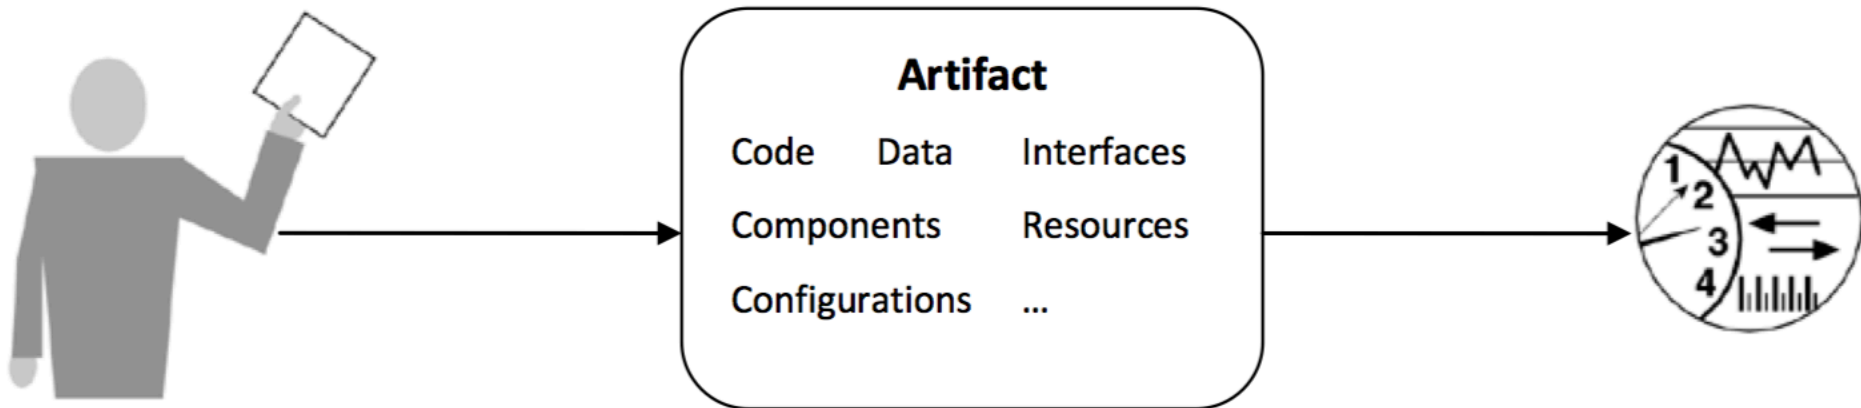 Artifact
Code Data Interfaces
Components Resources
Configurations ...
1
2
3
4